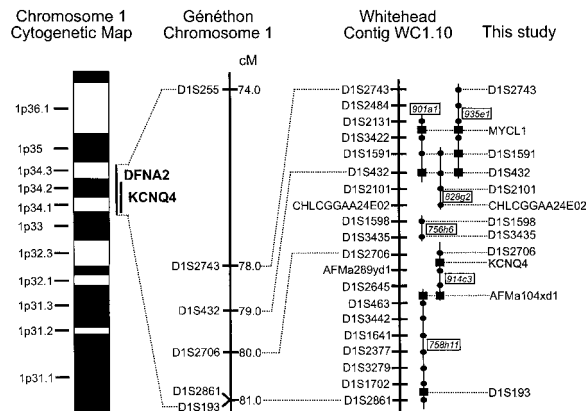 Chromosome 1
Cytogenetic Map
Généthon
Chromosome 1
Whitehead
Contig WC1.10
This study
1p36.1
1p35
1p34.3
1p34.2
1p34.1
1p33
1p32.3
1p32.1
1p31.3
1p31.2
1p31.1
DFNA2
KCNQ4
cM
D1S255 74.0
D1S2743 78.0
D1S432 79.0
D1S2706 80.0
D1S2861
D1S193 81.0
D1S2743
D1S2484
D1S2131
D1S3422
D1S1591
D1S432
D1S2101
CHLCGGAA24E02
D1S1598
D1S3435
D1S2706
AFMa289yd1
D1S2645
D1S463
D1S3442
D1S1641
D1S2377
D1S3279
D1S1702
D1S2861
901a1
935e1
828g2
756h6
914c3
758h11
D1S2743
MYCL1
D1S1591
D1S432
D1S2101
CHLCGGAA24E02
D1S1598
D1S3435
D1S2706
KCNQ4
AFMa104xd1
D1S193